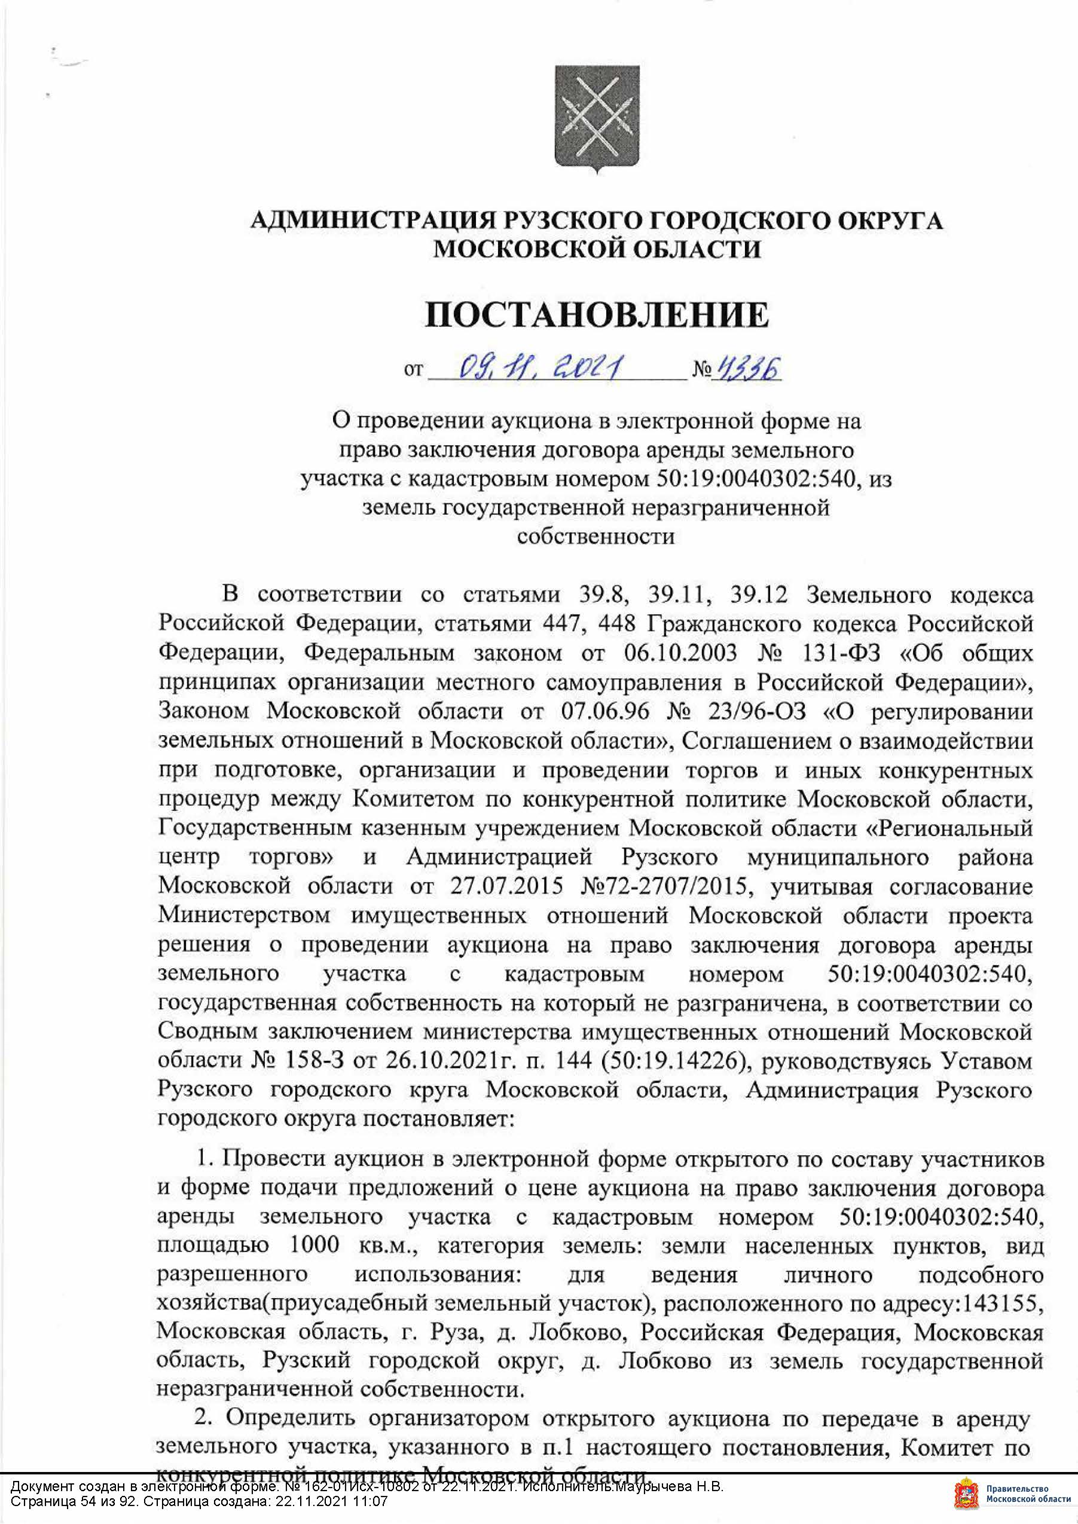 АДМИНИСТРАЦИЯ РУЗСКОГО ГОРОДСКОГО ОКРУГА
МОСКОВСКОЙ ОБЛАСТИ
ПОСТАНОВЛЕНИЕ
от 09.11.2021 № 4336
О проведении аукциона в электронной форме на
право заключения договора аренды земельного
участка с кадастровым номером 50:19:0040302:540, из
земель государственной неразграниченной
собственности
В соответствии со статьями 39.8, 39.11, 39.12 Земельного кодекса
Российской Федерации, статьями 447, 448 Гражданского кодекса Российской
Федерации, Федеральным законом от 06.10.2003 № 131-ФЗ «Об общих
принципах организации местного самоуправления в Российской Федерации»,
Законом Московской области от 07.06.96 № 23/96-ОЗ «О регулировании
земельных отношений в Московской области», Соглашением о взаимодействии
при подготовке, организации и проведении торгов и иных конкурентных
процедур между Комитетом по конкурентной политике Московской области,
Государственным казенным учреждением Московской области «Региональный
центр торгов» и Администрацией Рузского муниципального района
Московской области от 27.07.2015 №72-2707/2015, учитывая согласование
Министерством имущественных отношений Московской области проекта
решения о проведении аукциона на право заключения договора аренды
земельного участка с кадастровым номером 50:19:0040302:540,
государственная собственность на который не разграничена, в соответствии со
Сводным заключением министерства имущественных отношений Московской
области № 158-З от 26.10.2021г. п. 144 (50:19.14226), руководствуясь Уставом
Рузского городского круга Московской области, Администрация Рузского
городского округа постановляет:
1. Провести аукцион в электронной форме открытого по составу участников
и форме подачи предложений о цене аукциона на право заключения договора
аренды земельного участка с кадастровым номером 50:19:0040302:540,
площадью 1000 кв.м., категория земель: земли населенных пунктов, вид
разрешенного использования: для ведения личного подсобного
хозяйства(приусадебный земельный участок), расположенного по адресу:143155,
Московская область, г. Руза, д. Лобково, Российская Федерация, Московская
область, Рузский городской округ, д. Лобково из земель государственной
неразграниченной собственности.
2. Определить организатором открытого аукциона по передаче в аренду
земельного участка, указанного в п.1 настоящего постановления, Комитет по
конкурентной политике Московской области.
Документ создан в электронной форме. № 162-01Исх-10802 от 22.11.2021. Исполнитель:Маурычева Н.В.
Страница 54 из 92. Страница создана: 22.11.2021 11:07
Правительство
Московской области